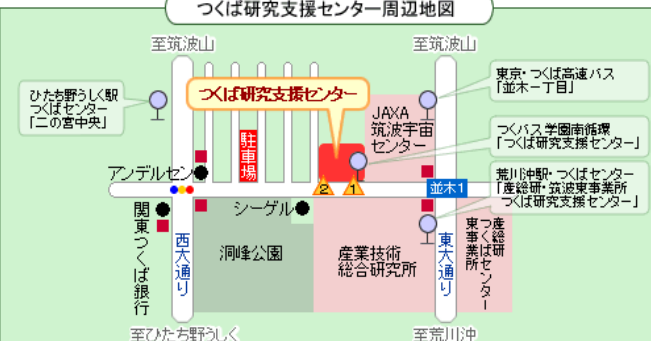 つくば研究支援センター周辺地図
至筑波山
至筑波山
ひたち野うしく駅
つくばセンター
「二の宮中央」
つくば研究支援センター
東京・つくば高速バス
「並木一丁目」
JAXA
筑波宇宙
センター
つくバス学園南循環
「つくば研究支援センター」
駐車場
アンデルセン
荒川沖駅・つくばセンター
「産総研・筑波東事業所
つくば研究支援センター」
2
1
並木1
関東つくば銀行
シーゲル
西大通り
洞峰公園
産業技術
総合研究所
東大通り
産総研
つくばセンター
東事業所
至ひたち野うしく
至荒川沖